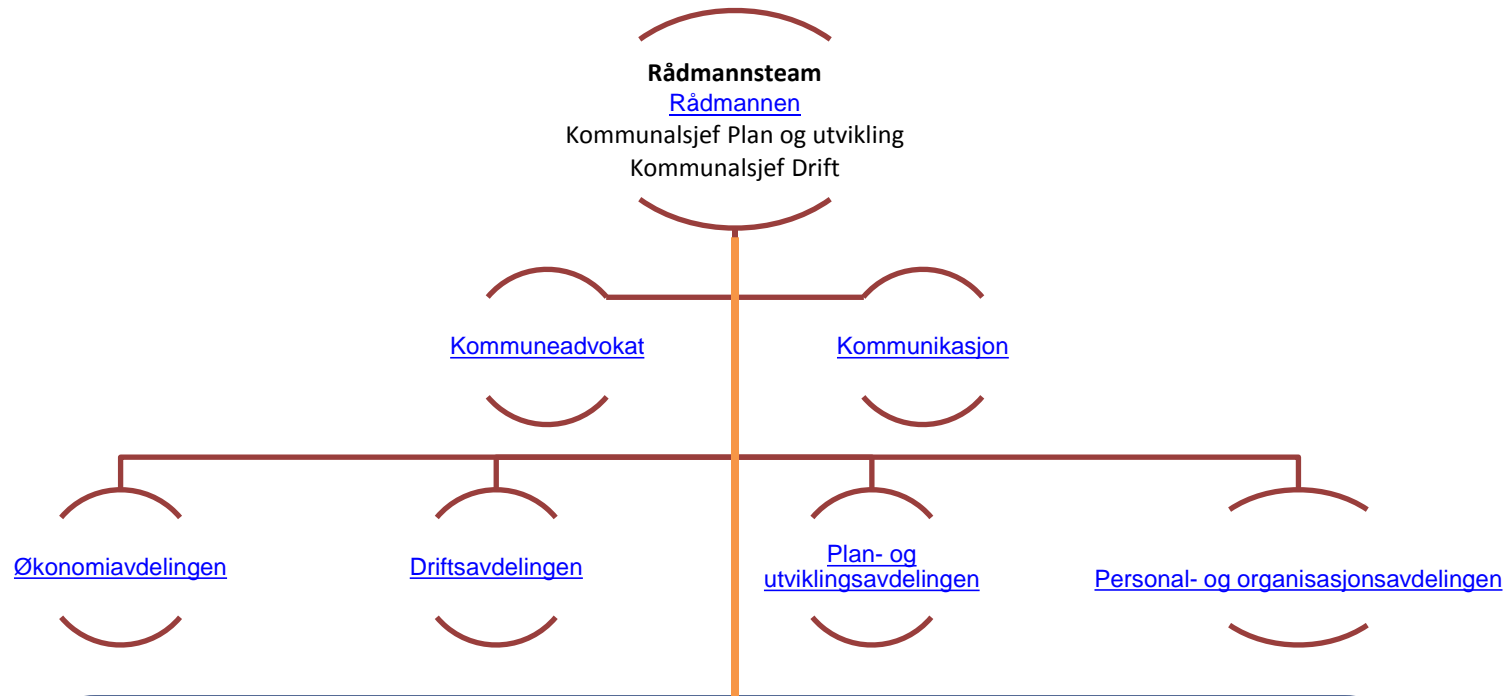 Rådmannsteam
Rådmannen
Kommunalsjef Plan og utvikling
Kommunalsjef Drift
Kommuneadvokat
Kommunikasjon
Økonomiavdelingen
Driftsavdelingen
Plan- og
utviklingsavdelingen
Personal- og organisasjonsavdelingen